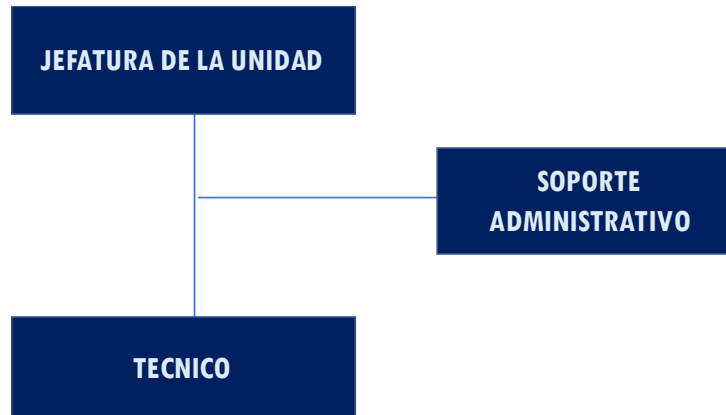 JEFATURA DE LA UNIDAD
SOPORTE
ADMINISTRATIVO
TECNICO